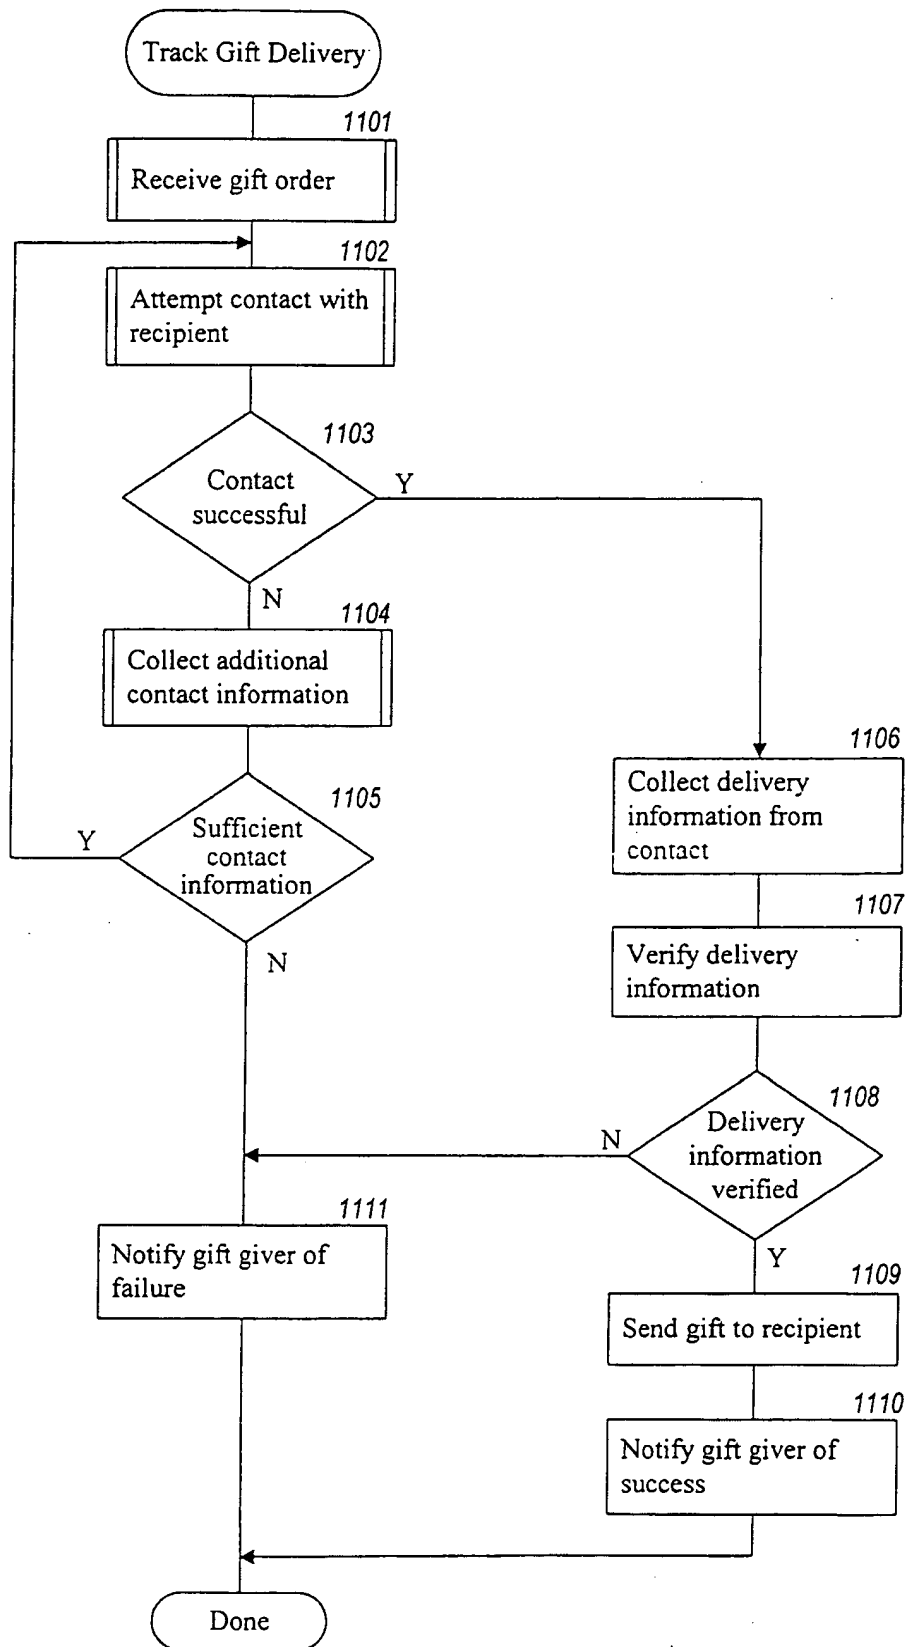 Track Gift Delivery
1101
Receive gift order
1102
Attempt contact with
recipient
1103
Contact
successful
Y
N
1104
Collect additional
contact information
1105
Sufficient
contact
information
Y
N
1106
Collect delivery
information from
contact
1107
Verify delivery
information
1108
Delivery
information
verified
N
Y
1111
Notify gift giver of
failure
1109
Send gift to recipient
1110
Notify gift giver of
success
Done